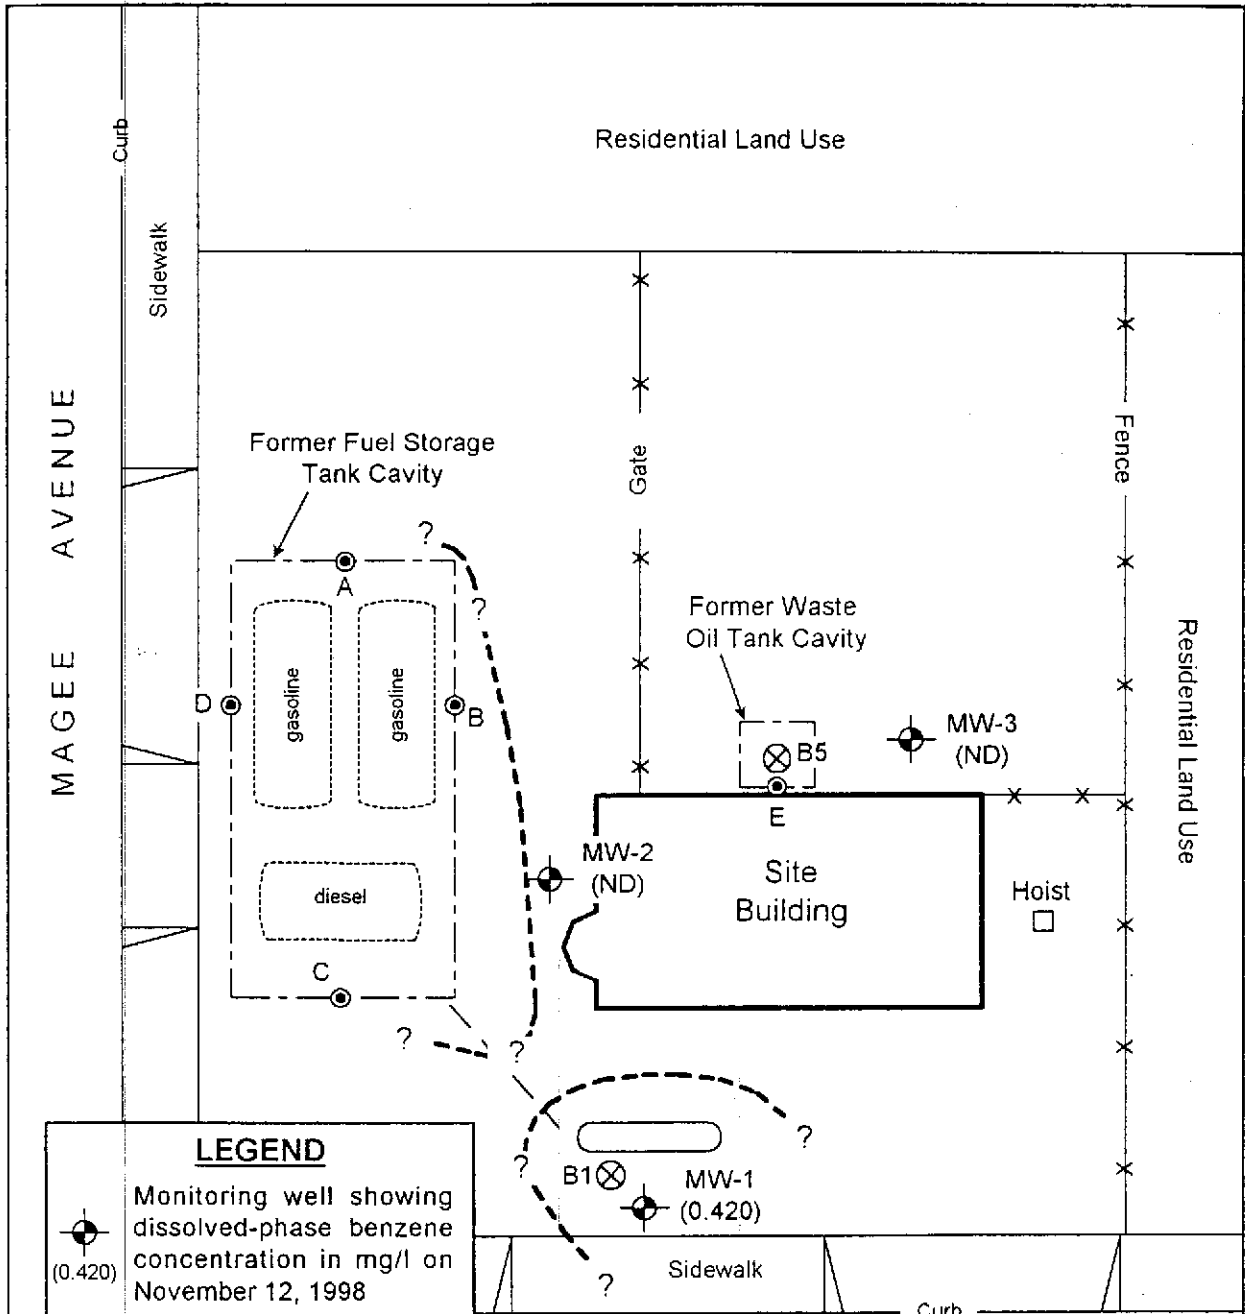 Residential Land Use
Curb
Sidewalk
MAGEE AVENUE
Former Fuel Storage
Tank Cavity
Gate
Fence
?
A
?
gasoline
gasoline
D
B
Former Waste
Oil Tank Cavity
Residential Land Use
B5
MW-3
(ND)
E
MW-2
(ND)
Site
Building
Hoist
diesel
C
?
?
?
?
B1
MW-1
(0.420)
?
Sidewalk
Curb
LEGEND
Monitoring well showing
dissolved-phase benzene
concentration in mg/l on
November 12, 1998
(0.420)